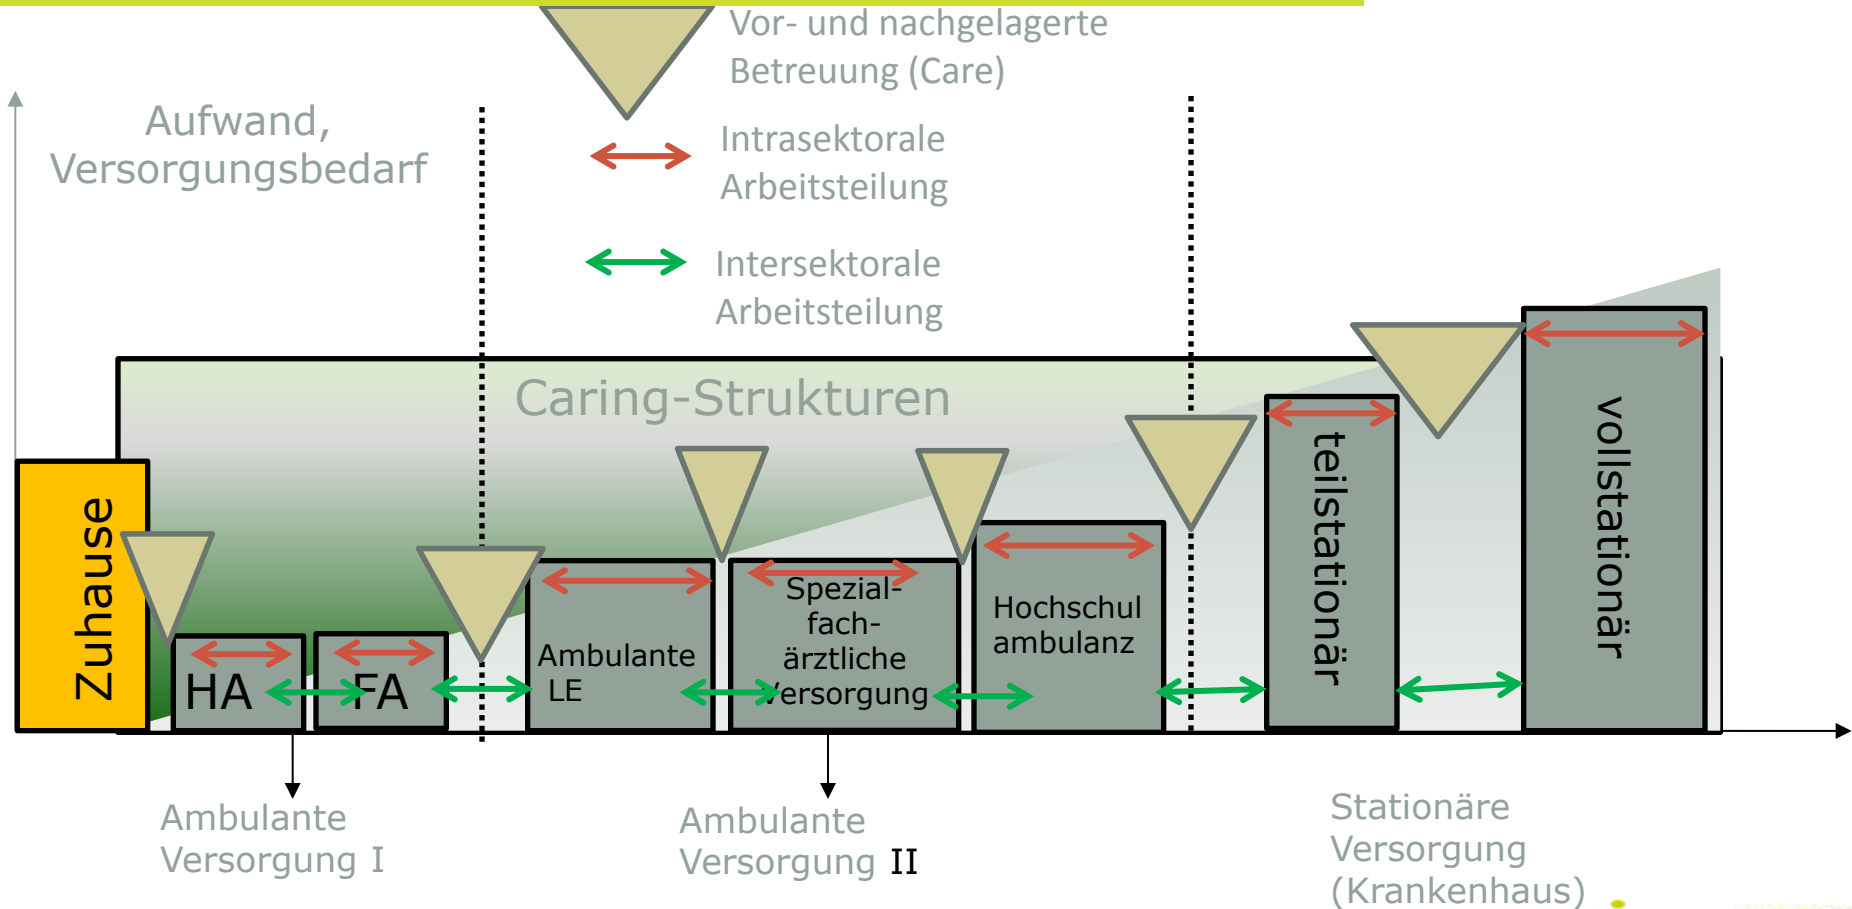 Vor- und nachgelagerte
Betreuung (Care)
Aufwand,
Versorgungsbedarf
Intrasektorale
Arbeitsteilung
Intersektorale
Arbeitsteilung
Caring-Strukturen
Zuhause
HA
FA
Ambulante
LE
Spezial-
fach-
ärztliche
Versorgung
Hochschul
ambulanz
teilstationär
vollstationär
Ambulante
Versorgung I
Ambulante
Versorgung II
Stationäre
Versorgung
(Krankenhaus)